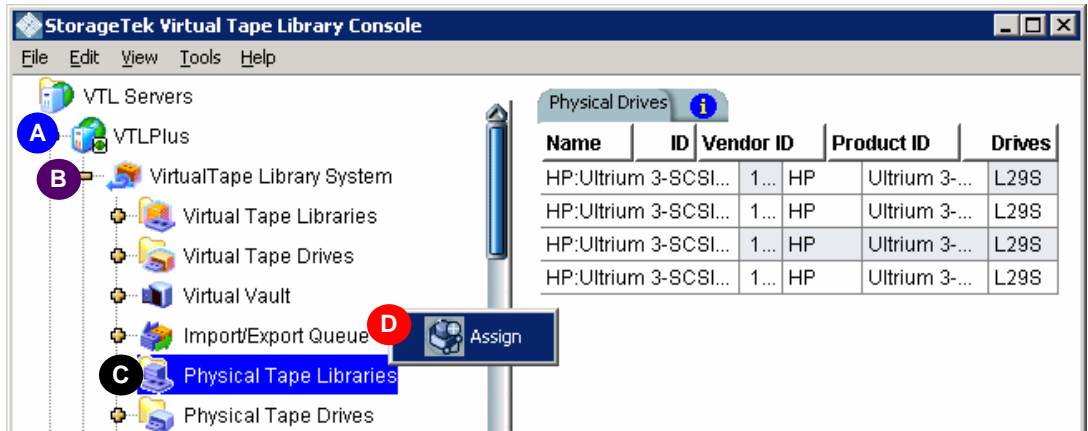 StorageTek Virtual Tape Library Console
File Edit View Tools Help
VTL Servers
A VTLPlus
B VirtualTape Library System
Virtual Tape Libraries
Virtual Tape Drives
Virtual Vault
Import/Export Queue
D Assign
C Physical Tape Libraries
Physical Tape Drives
Physical Drives i
Name ID Vendor ID Product ID Drives
HP:Ultrium 3-SCSI... 1... HP Ultrium 3-... L29S
HP:Ultrium 3-SCSI... 1... HP Ultrium 3-... L29S
HP:Ultrium 3-SCSI... 1... HP Ultrium 3-... L29S
HP:Ultrium 3-SCSI... 1... HP Ultrium 3-... L29S